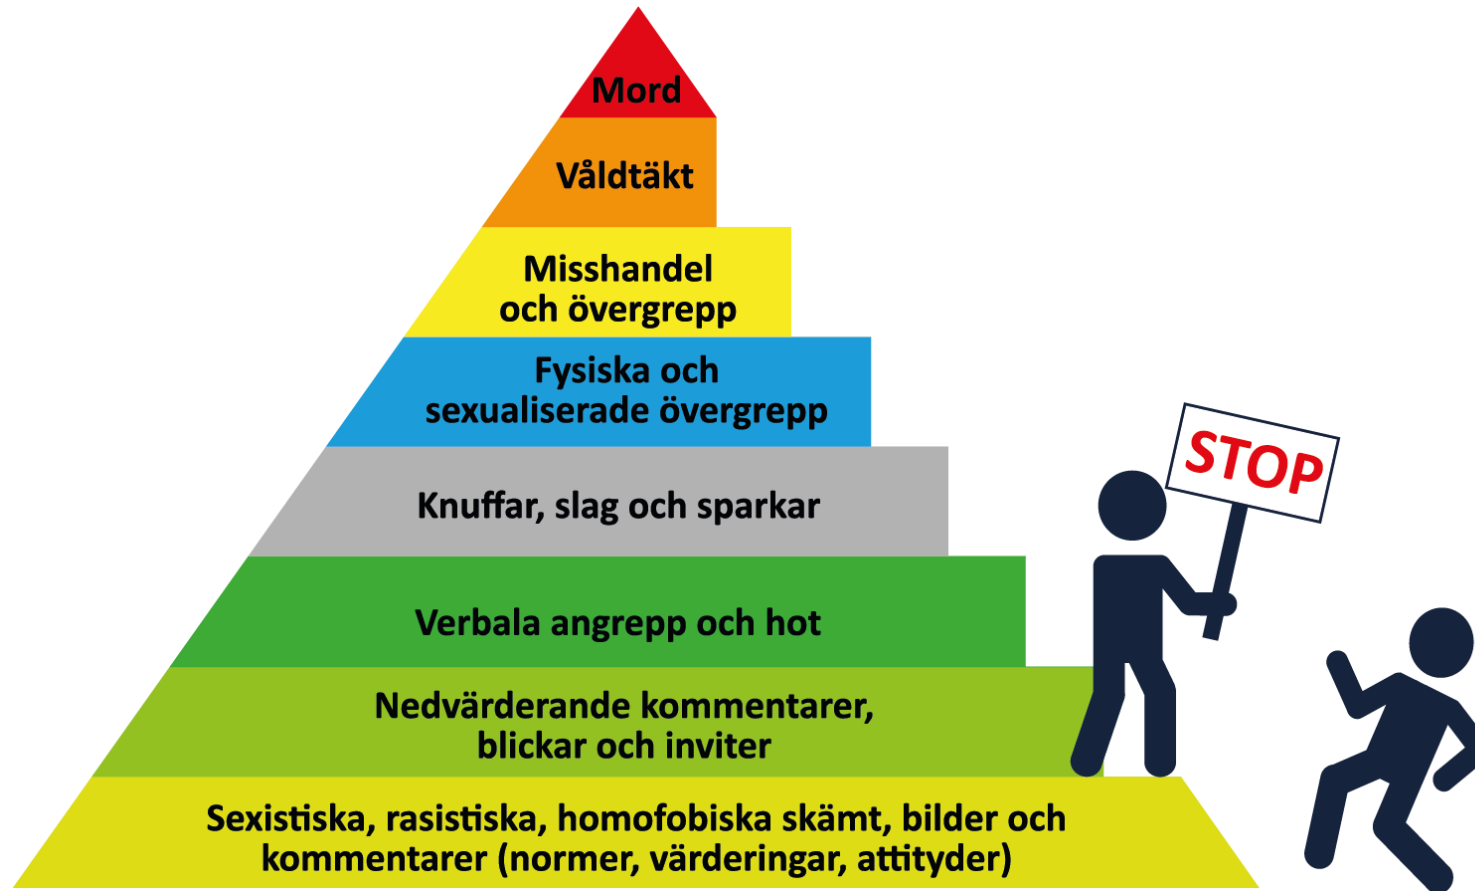 Mord
Våldtäkt
Misshandel
och övergrepp
Fysiska och
sexualiserade övergrepp
Knuffar, slag och sparkar
STOP
Verbala angrepp och hot
Nedvärderande kommentarer,
blickar och inviter
Sexistiska, rasistiska, homofobiska skämt, bilder och
kommentarer (normer, värderingar, attityder)